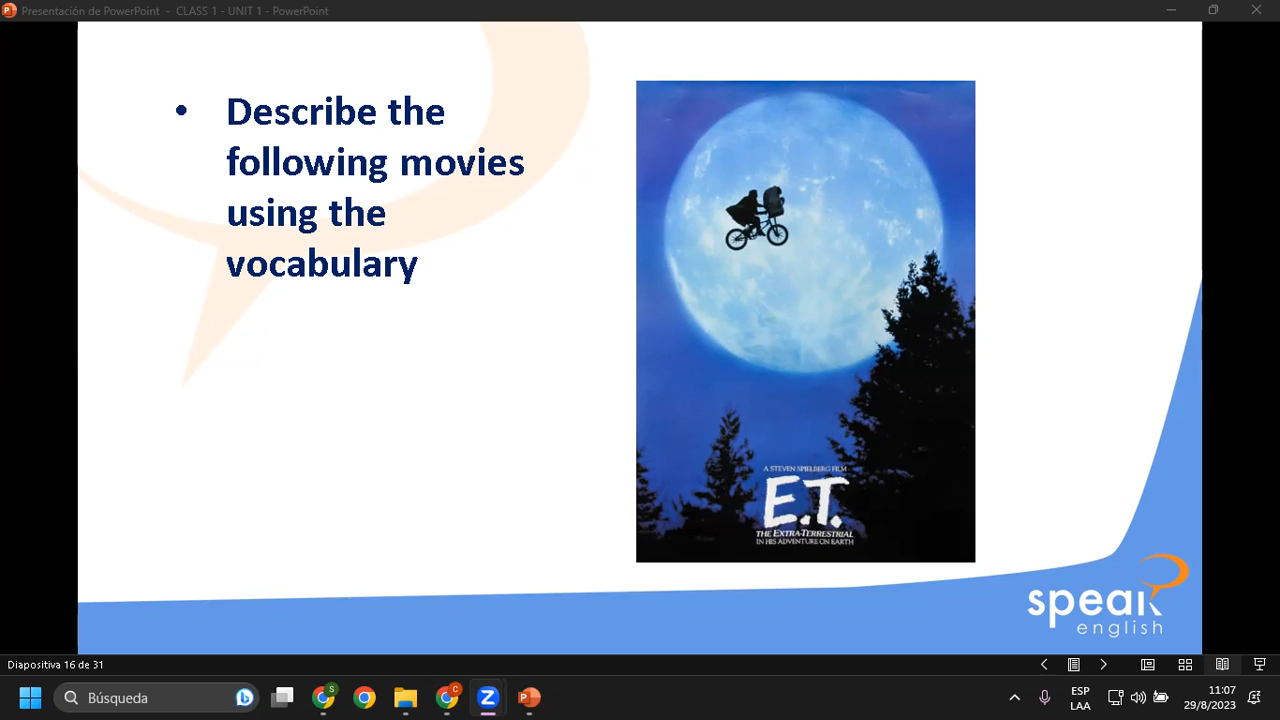 Presentación de PowerPoint - CLASS 1 - UNIT 1 - PowerPoint
• Describe the
following movies
using the
vocabulary
A STEVEN SPIELBERG FILM
E.T.
THE EXTRA-TERRESTRIAL
IN HIS ADVENTURE ON EARTH
speak
english
Diapositiva 16 de 31
Búsqueda
S
C
ESP
LAA
11:07
29/8/2023